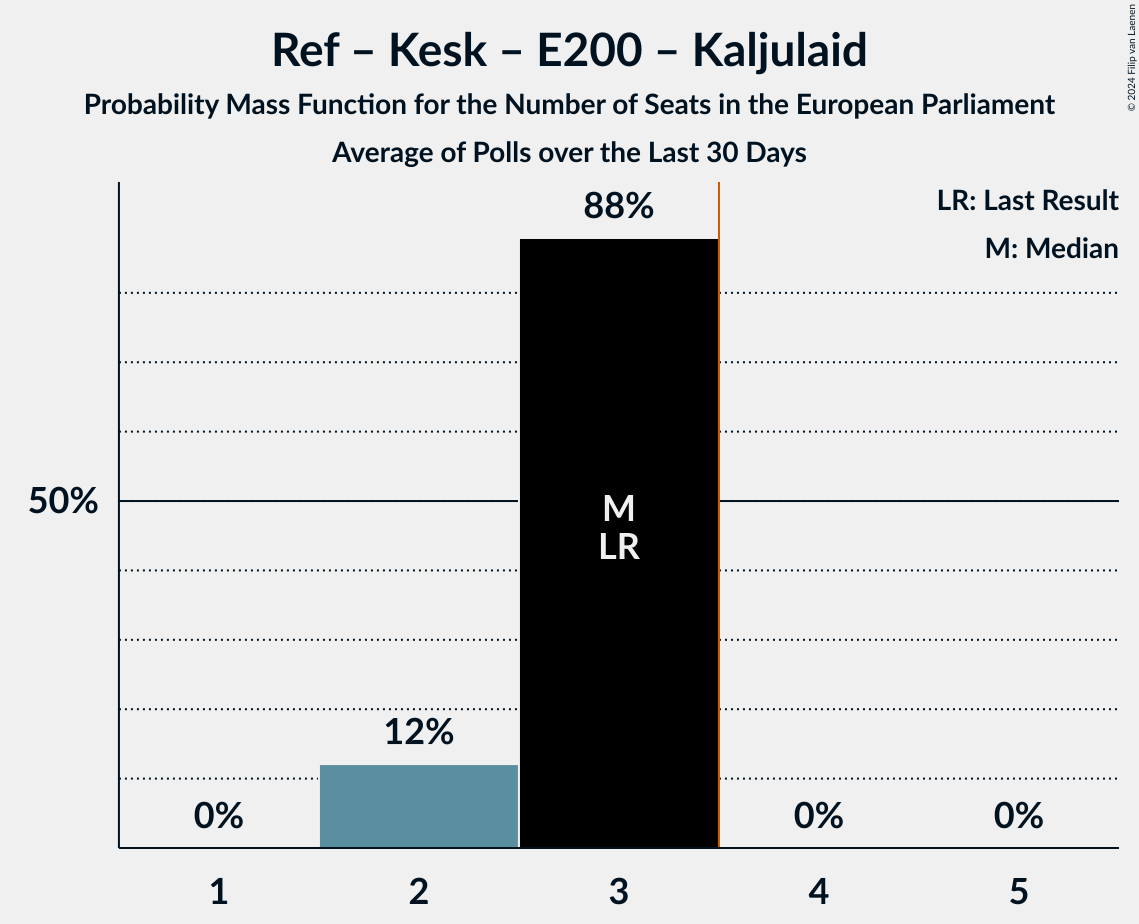 Ref – Kesk – E200 – Kaljulaid
Probability Mass Function for the Number of Seats in the European Parliament
Average of Polls over the Last 30 Days
© 2024 Filip van Laenen
LR: Last Result
M: Median
88%
50%
M
LR
12%
0%
0%
0%
1
2
3
4
5